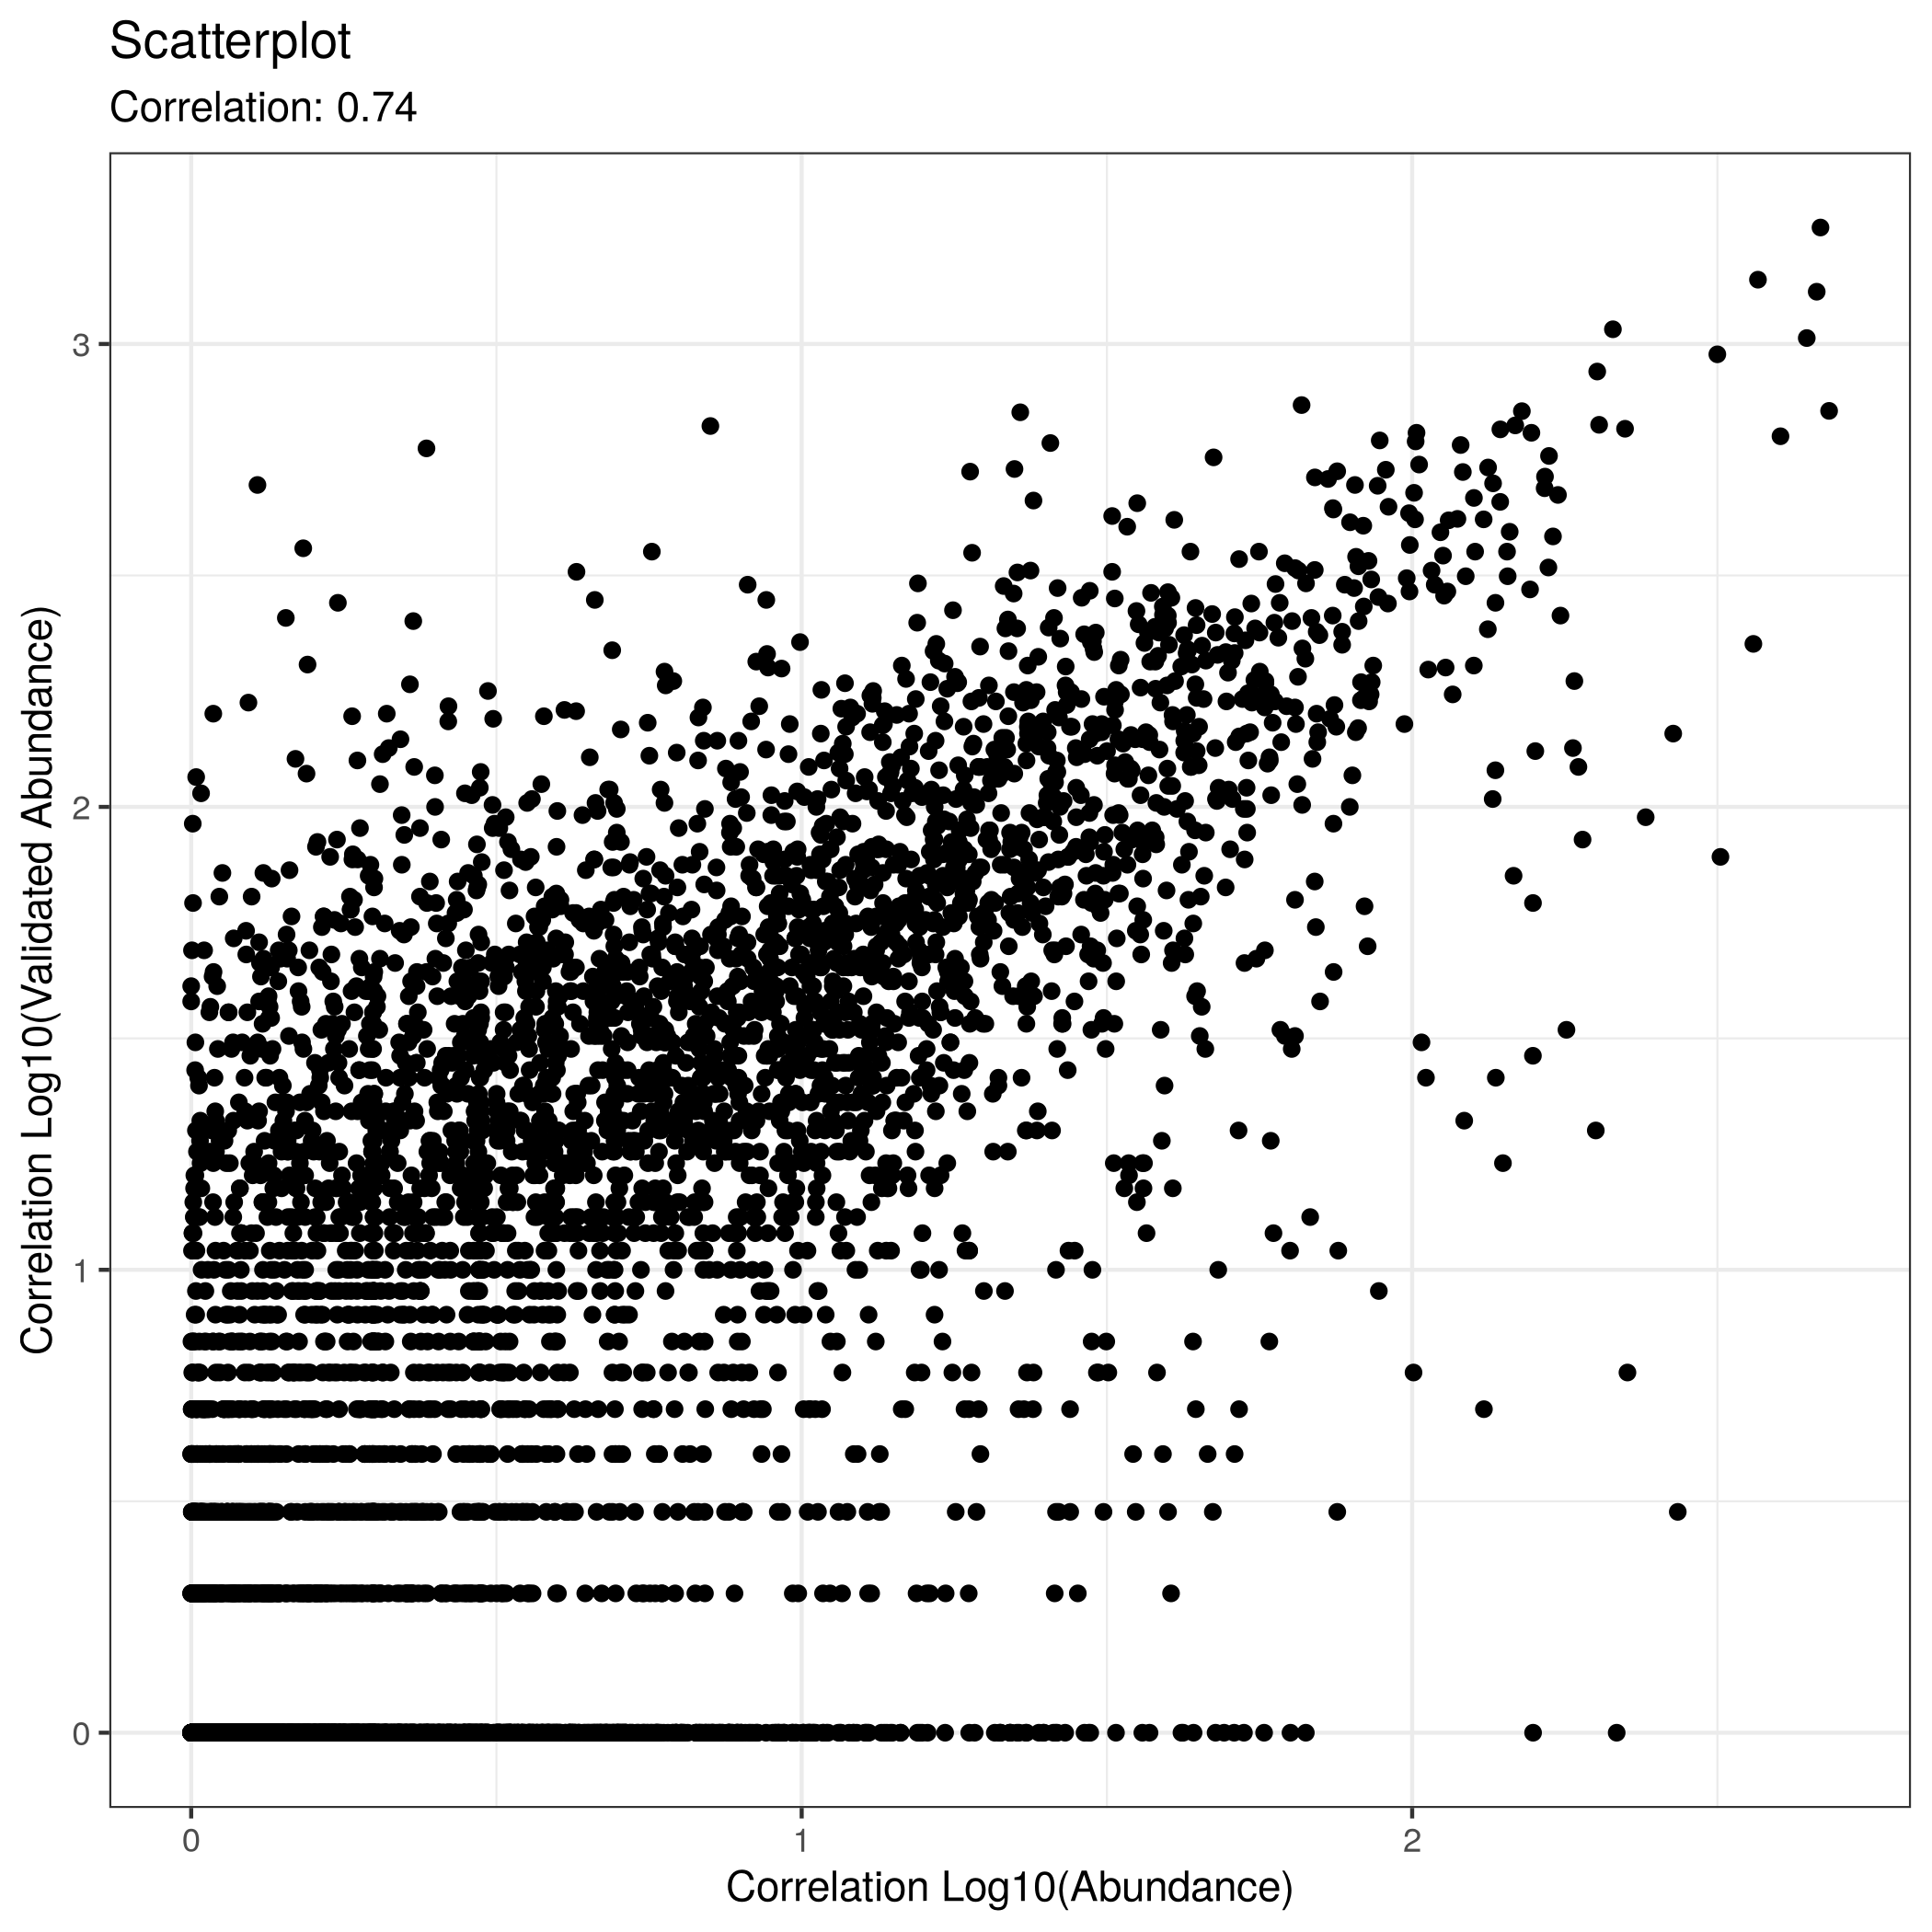 Scatterplot
Correlation: 0.74
Correlation Log10(Validated Abundance)
3
2
1
0
0
1
2
Correlation Log10(Abundance)